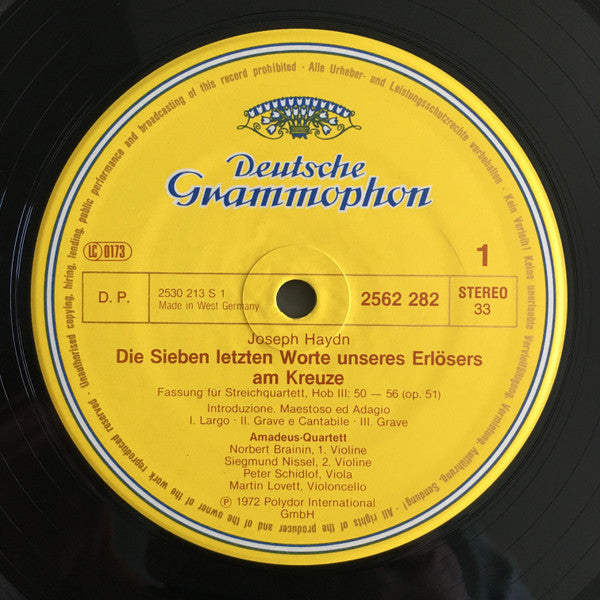 Unauthorised copying, hiring, lending, public performance and broadcasting of this record prohibited · Alle Urheber- und Leistungsschutzrechte vorbehalten · Kein Verleih! Keine unerlaubte Vervielfältigung, Vermietung, Aufführung, Sendung! · All rights of the producer and of the owner of the work reproduced reserved ·
Deutsche
Grammophon
LC 0173
1
D. P.
2530 213 S 1
Made in West Germany
2562 282
STEREO
33
Joseph Haydn
Die Sieben letzten Worte unseres Erlösers
am Kreuze
Fassung für Streichquartett, Hob III: 50 — 56 (op. 51)
Introduzione. Maestoso ed Adagio
I. Largo · II. Grave e Cantabile · III. Grave
Amadeus-Quartett
Norbert Brainin, 1. Violine
Siegmund Nissel, 2. Violine
Peter Schidlof, Viola
Martin Lovett, Violoncello
Ⓟ 1972 Polydor International
GmbH